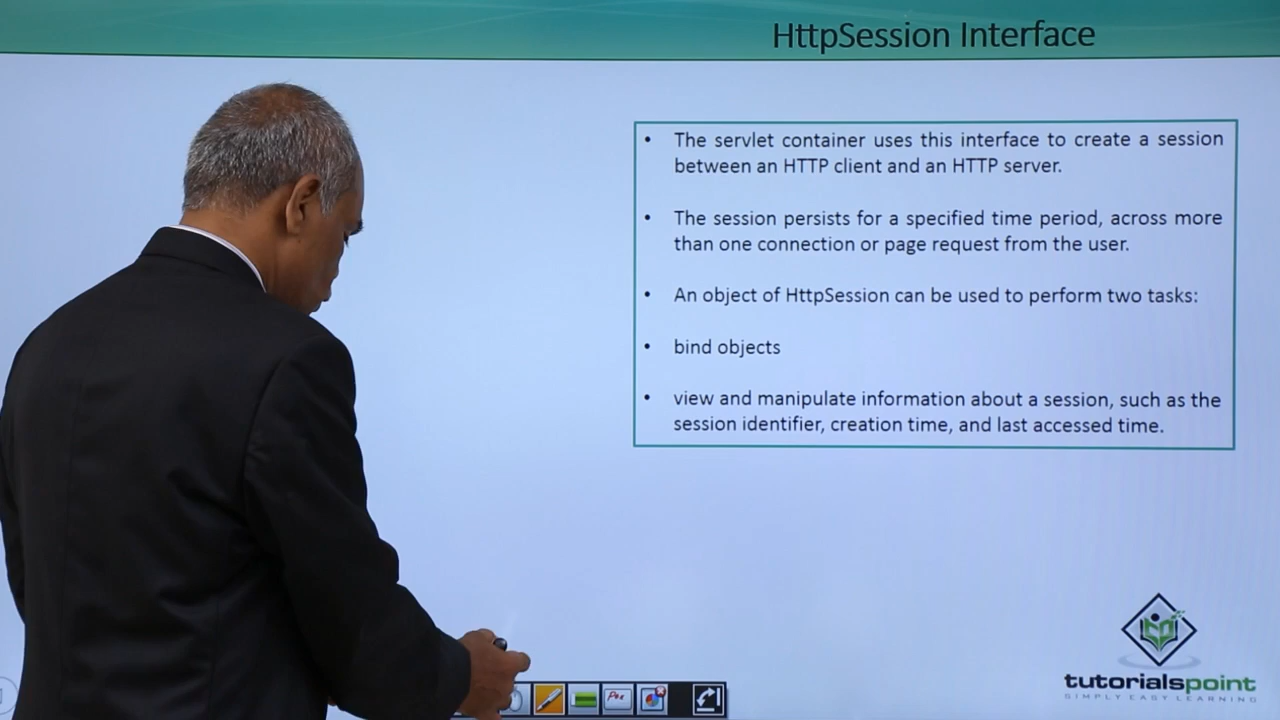 HttpSession Interface
• The servlet container uses this interface to create a session
between an HTTP client and an HTTP server.
• The session persists for a specified time period, across more
than one connection or page request from the user.
• An object of HttpSession can be used to perform two tasks:
• bind objects
• view and manipulate information about a session, such as the
session identifier, creation time, and last accessed time.
tutorialspoint
SIMPLY EASY LEARNING